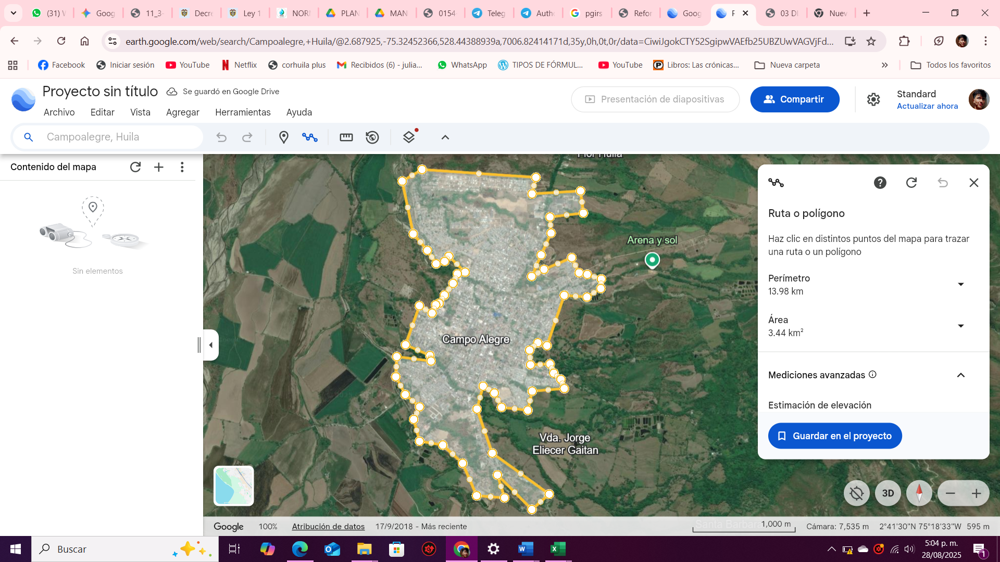 (31) W
Goog
11_3-
Decre
Ley 1
NORM
PLAN
MAN
0154-
Teleg
Auth
pgirs
Refor
Goog
P
03 DI
Nuev
earth.google.com/web/search/Campoalegre,+Huila/@2.687925,-75.32452366,528.44388939a,7006.82414171d,35y,0h,0t,0r/data=CiwiJgokCTY52SgipwVAEfb25UBZUwVAGVjFd...
Facebook
Iniciar sesión
YouTube
Netflix
corhuila plus
Recibidos (6) - julia...
WhatsApp
TIPOS DE FÓRMUL...
YouTube
Libros: Las crónicas...
Nueva carpeta
Todos los favoritos
Proyecto sin título
Se guardó en Google Drive
Archivo
Editar
Vista
Agregar
Herramientas
Ayuda
Presentación de diapositivas
Compartir
Standard
Actualizar ahora
Campoalegre, Huila
Contenido del mapa
Sin elementos
Flor Huila
Arena y sol
Campo Alegre
Vda. Jorge
Eliecer Gaitan
Santa Barbara
Ruta o polígono
Haz clic en distintos puntos del mapa para trazar
una ruta o un polígono
Perímetro
13.98 km
Área
3.44 km²
Mediciones avanzadas
Estimación de elevación
Guardar en el proyecto
3D
Google
100%
Atribución de datos
17/9/2018 - Más reciente
1,000 m
Cámara: 7,535 m
2°41'30"N 75°18'33"W
595 m
Buscar
5:04 p. m.
28/08/2025
1